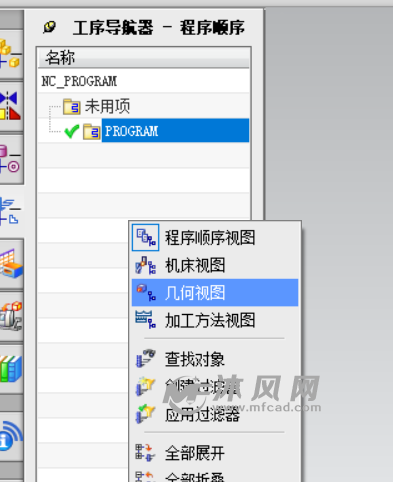 工序导航器 - 程序顺序
名称
NC_PROGRAM
未用项
PROGRAM
程序顺序视图
机床视图
几何视图
加工方法视图
查找对象
创建过滤器
沐风网
www.mfcad.com
应用过滤器
全部展开
全部折叠